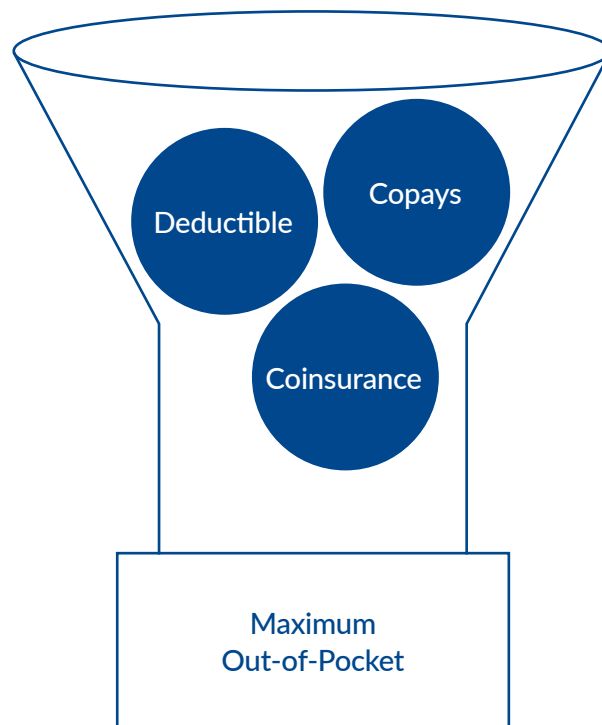 Copays
Deductible
Coinsurance
Maximum
Out-of-Pocket